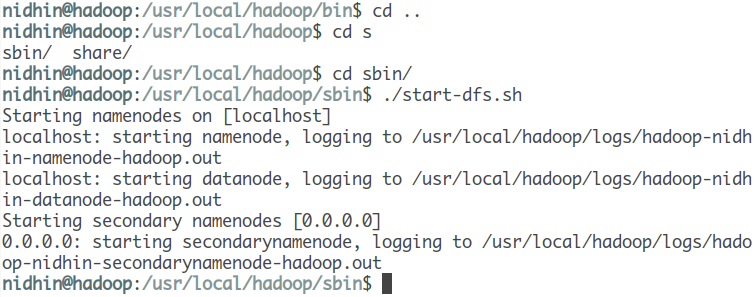 nidhin@hadoop:/usr/local/hadoop/bin$ cd ..
nidhin@hadoop:/usr/local/hadoop$ cd s
sbin/  share/
nidhin@hadoop:/usr/local/hadoop$ cd sbin/
nidhin@hadoop:/usr/local/hadoop/sbin$ ./start-dfs.sh
Starting namenodes on [localhost]
localhost: starting namenode, logging to /usr/local/hadoop/logs/hadoop-nidh
in-namenode-hadoop.out
localhost: starting datanode, logging to /usr/local/hadoop/logs/hadoop-nidh
in-datanode-hadoop.out
Starting secondary namenodes [0.0.0.0]
0.0.0.0: starting secondarynamenode, logging to /usr/local/hadoop/logs/hado
op-nidhin-secondarynamenode-hadoop.out
nidhin@hadoop:/usr/local/hadoop/sbin$